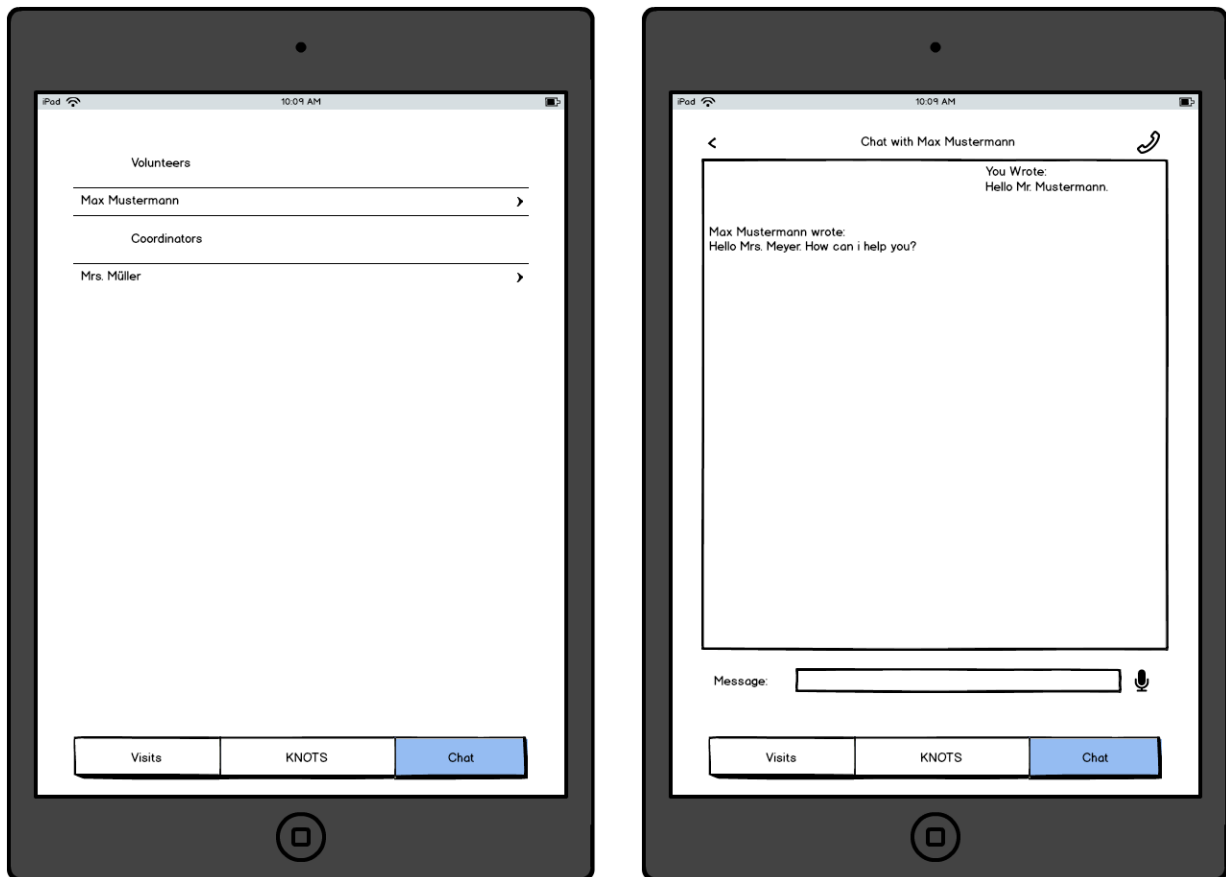 iPad
10:09 AM
Volunteers
Max Mustermann
Coordinators
Mrs. Müller
Visits
KNOTS
Chat
iPad
10:09 AM
Chat with Max Mustermann
You Wrote:
Hello Mr. Mustermann.
Max Mustermann wrote:
Hello Mrs. Meyer. How can i help you?
Message:
Visits
KNOTS
Chat